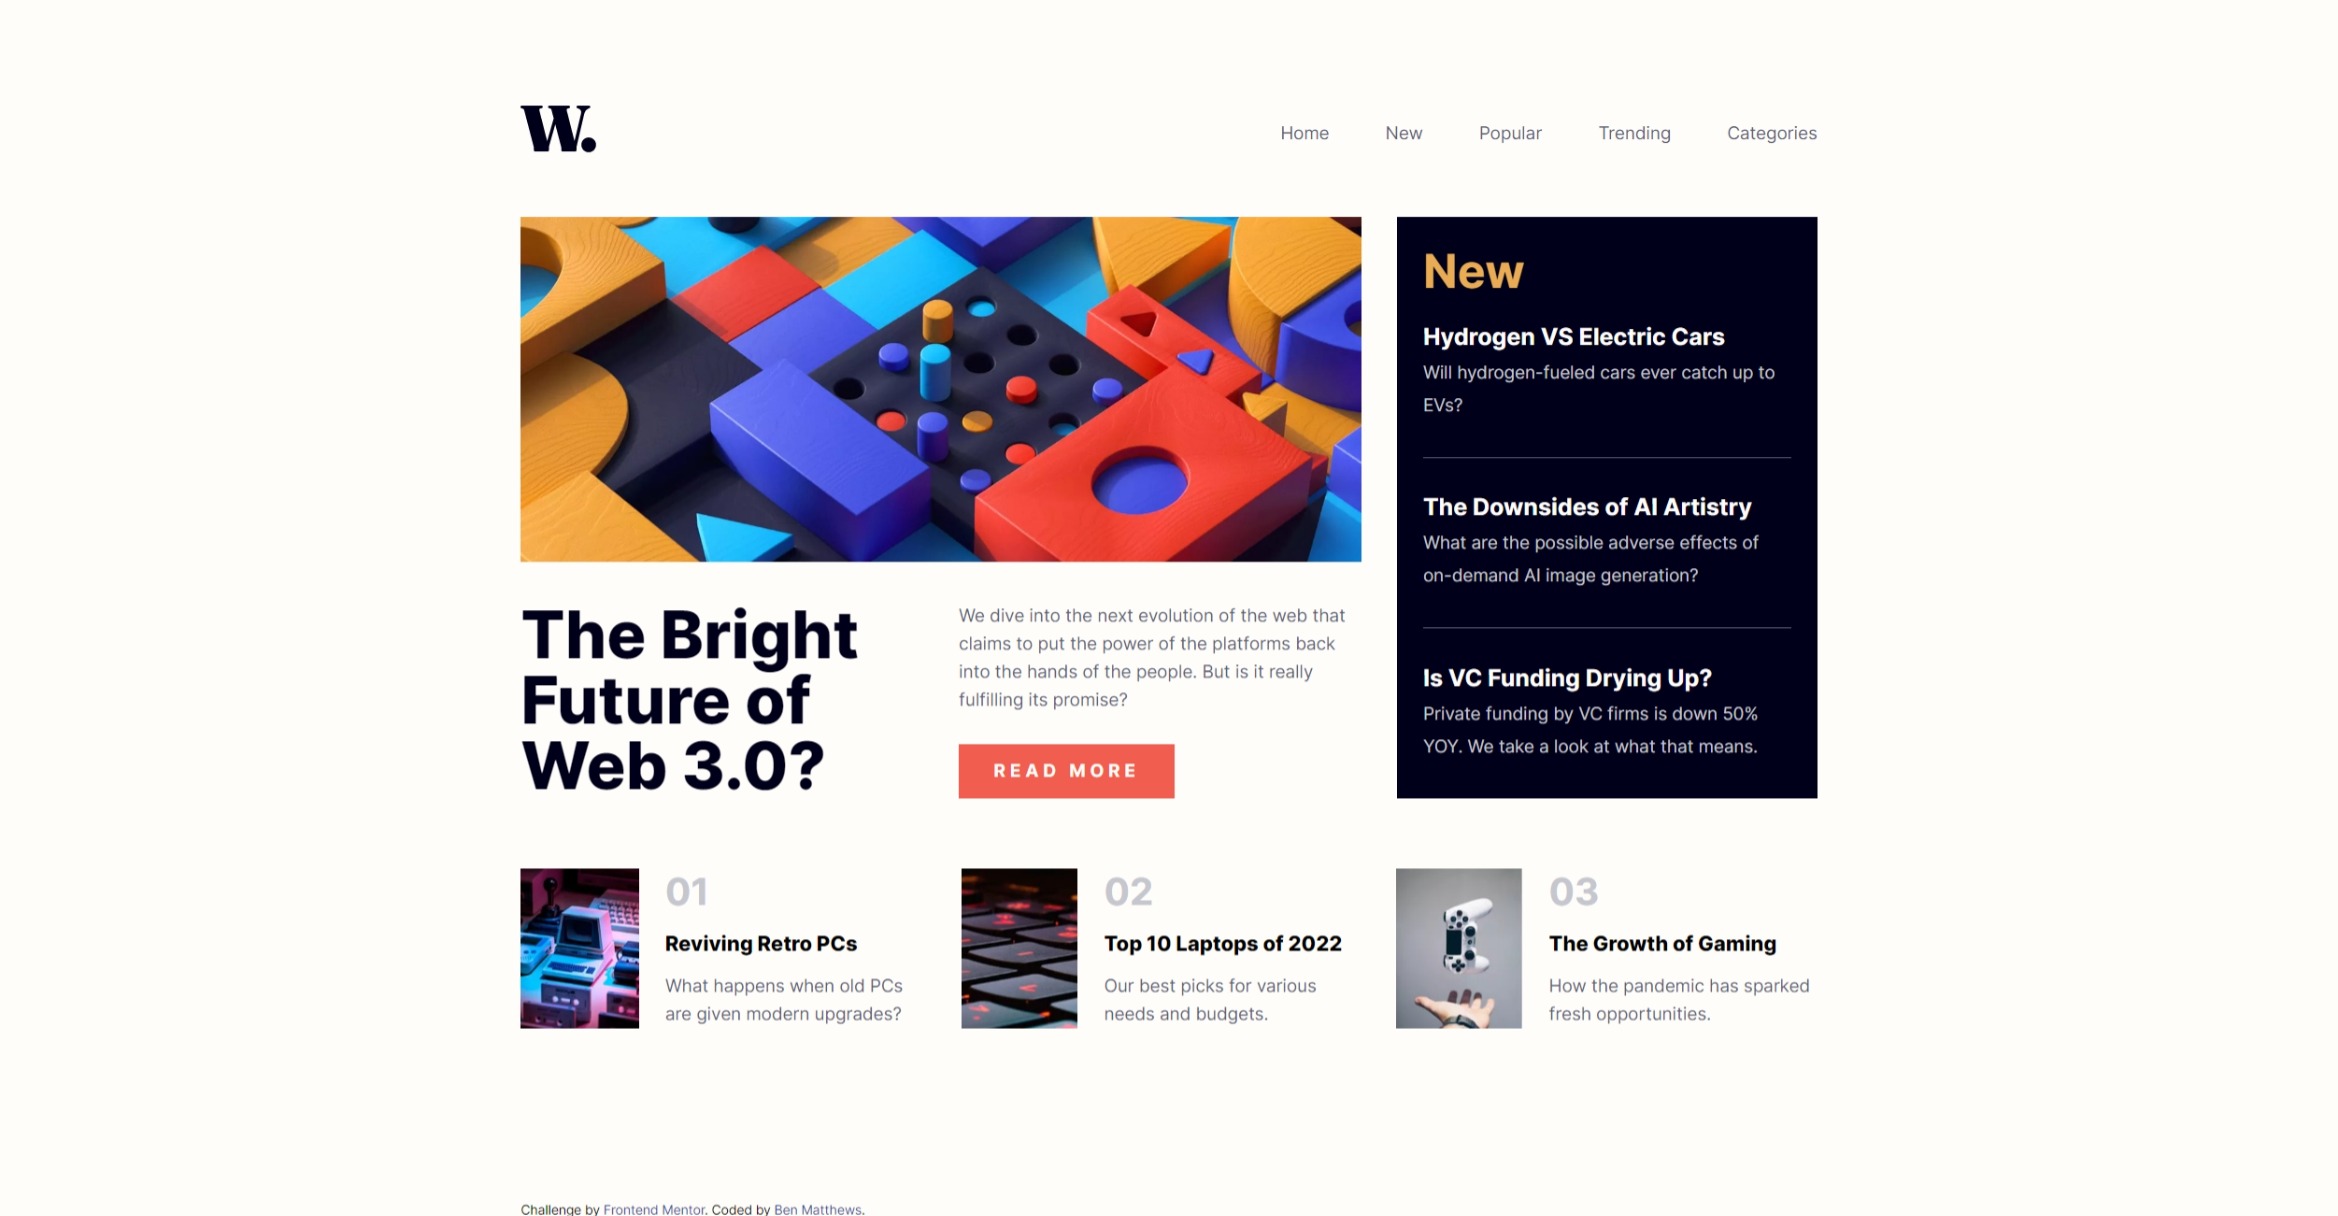 W.
Home New Popular Trending Categories
The Bright
Future of
Web 3.0?
We dive into the next evolution of the web that
claims to put the power of the platforms back
into the hands of the people. But is it really
fulfilling its promise?
READ MORE
New
Hydrogen VS Electric Cars
Will hydrogen-fueled cars ever catch up to
EVs?
The Downsides of AI Artistry
What are the possible adverse effects of
on-demand AI image generation?
Is VC Funding Drying Up?
Private funding by VC firms is down 50%
YOY. We take a look at what that means.
01
Reviving Retro PCs
What happens when old PCs
are given modern upgrades?
02
Top 10 Laptops of 2022
Our best picks for various
needs and budgets.
03
The Growth of Gaming
How the pandemic has sparked
fresh opportunities.
Challenge by Frontend Mentor. Coded by Ben Matthews.